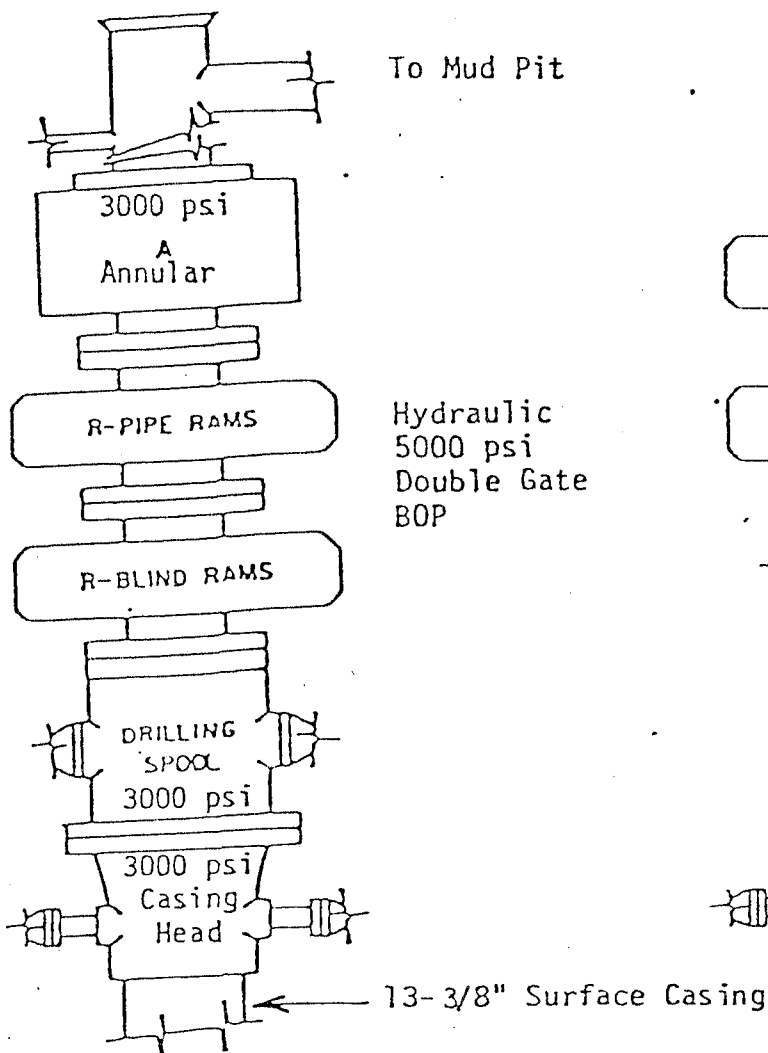 To Mud Pit
3000 psi
A
Annular
R-PIPE RAMS
Hydraulic
5000 psi
Double Gate
BOP
R-BLIND RAMS
DRILLING
SPOOL
3000 psi
3000 psi
Casing
Head
13-3/8" Surface Casing